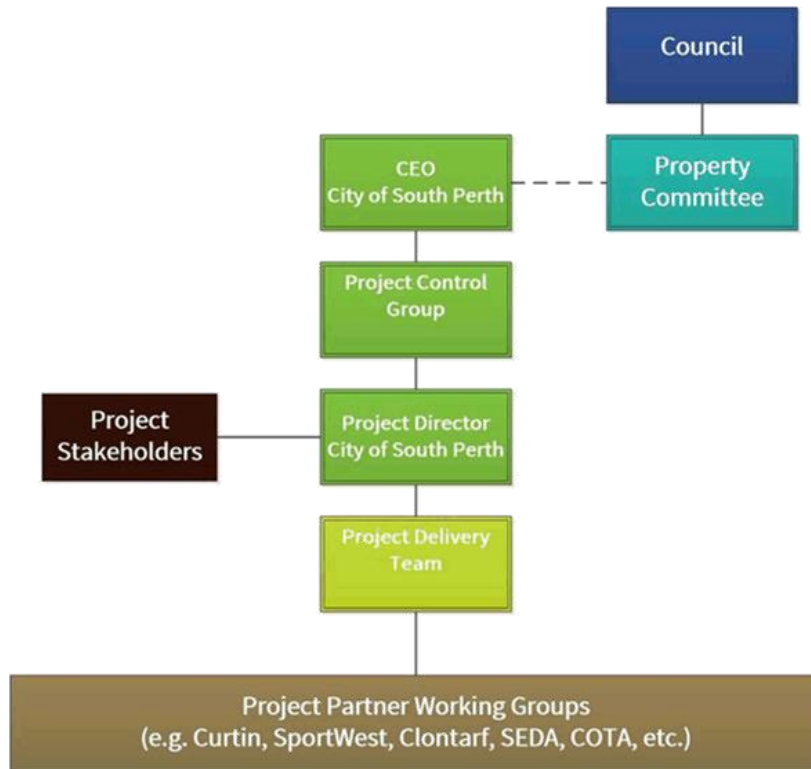 Council
CEO
City of South Perth
Property
Committee
Project Control
Group
Project
Stakeholders
Project Director
City of South Perth
Project Delivery
Team
Project Partner Working Groups
(e.g. Curtin, SportWest, Clontarf, SEDA, COTA, etc.)